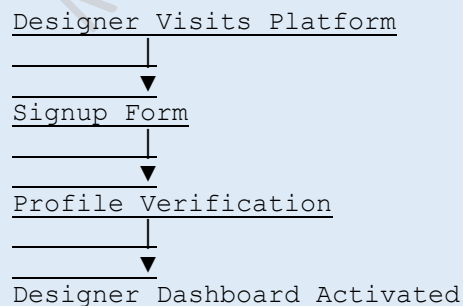 Designer Visits Platform
Signup Form
Profile Verification
Designer Dashboard Activated